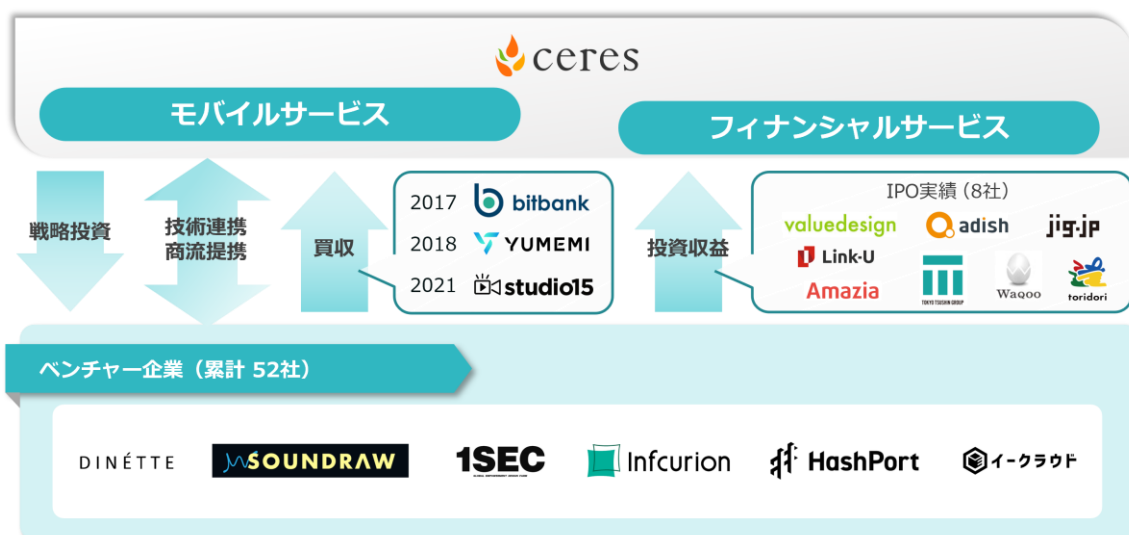 ceres
モバイルサービス
フィナンシャルサービス
戦略投資
技術連携
商流提携
買収
2017 bitbank
2018 YUMEMI
2021 studio15
投資収益
IPO実績（8社）
valuedesign adish jig.jp
Link-U
Amazia
TOKYO TSUSHIN GROUP
Waqoo
toridori
ベンチャー企業（累計 52社）
DINÉTTE SOUNDRAW 1SEC Infcurion HashPort イークラウド